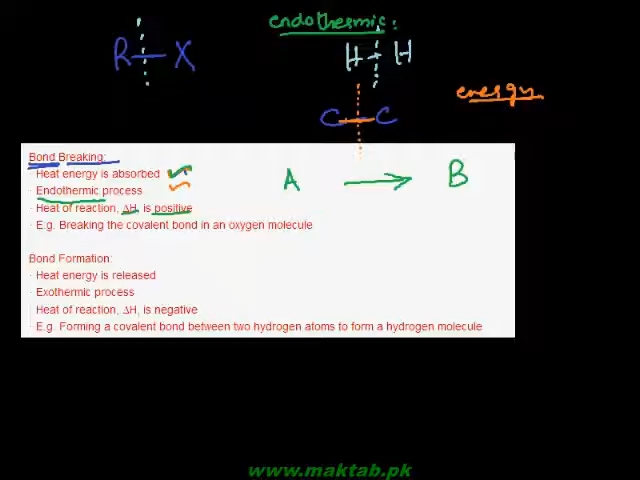 endothermic:
R-X
H-H
energy
C-C
Bond Breaking:
· Heat energy is absorbed
· Endothermic process
· Heat of reaction, ΔH, is positive
· E.g. Breaking the covalent bond in an oxygen molecule
A → B
Bond Formation:
· Heat energy is released
· Exothermic process
· Heat of reaction, ΔH, is negative
· E.g. Forming a covalent bond between two hydrogen atoms to form a hydrogen molecule
www.maktab.pk